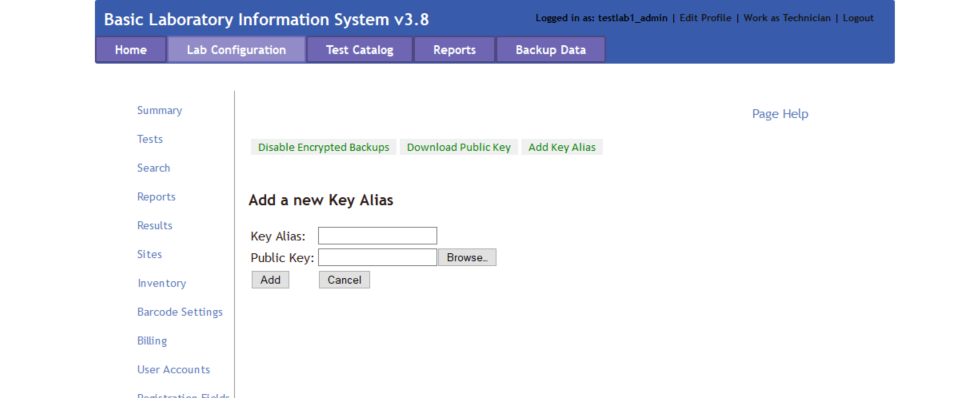 Basic Laboratory Information System v3.8
Logged in as: testlab1_admin | Edit Profile | Work as Technician | Logout
Home Lab Configuration Test Catalog Reports Backup Data
Summary
Page Help
Tests
Disable Encrypted Backups Download Public Key Add Key Alias
Search
Reports
Add a new Key Alias
Results
Key Alias:
Sites
Public Key: Browse..
Inventory
Add Cancel
Barcode Settings
Billing
User Accounts
Registration Fields